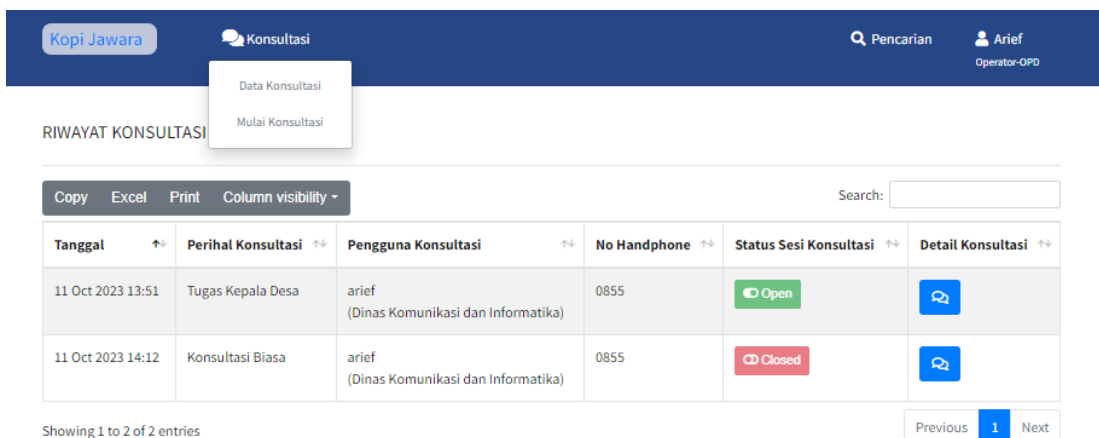 Kopi Jawara
Konsultasi
Pencarian
Arief
Operator-OPD
Data Konsultasi
Mulai Konsultasi
RIWAYAT KONSULTASI
Copy Excel Print Column visibility
Search:
Tanggal Perihal Konsultasi Pengguna Konsultasi No Handphone Status Sesi Konsultasi Detail Konsultasi
11 Oct 2023 13:51 Tugas Kepala Desa arief 0855 Open
(Dinas Komunikasi dan Informatika)
11 Oct 2023 14:12 Konsultasi Biasa arief 0855 Closed
(Dinas Komunikasi dan Informatika)
Showing 1 to 2 of 2 entries
Previous 1 Next